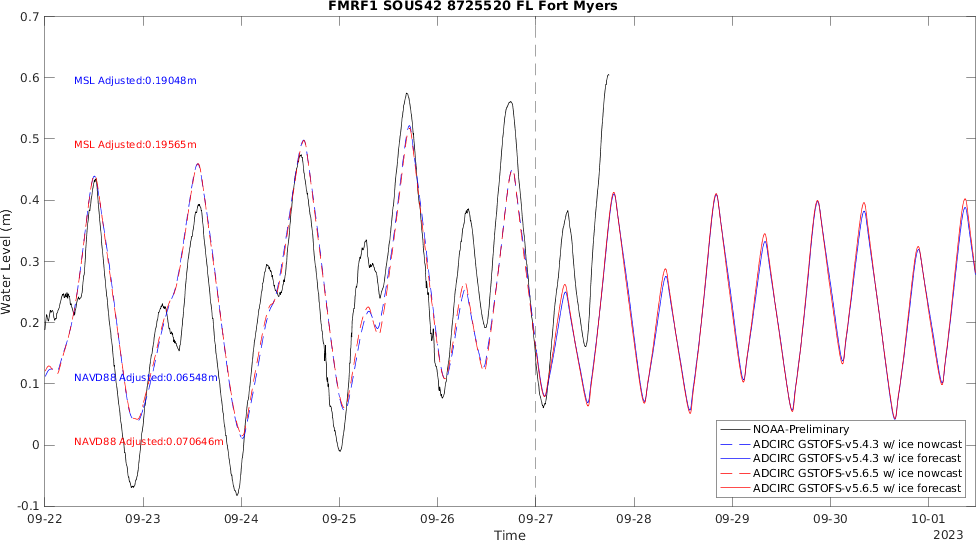 FMRF1 SOUS42 8725520 FL Fort Myers
0.7
0.6
0.5
0.4
0.3
0.2
0.1
0
-0.1
Water Level (m)
MSL Adjusted:0.19048m
MSL Adjusted:0.19565m
NAVD88 Adjusted:0.06548m
NAVD88 Adjusted:0.070646m
NOAA-Preliminary
ADCIRC GSTOFS-v5.4.3 w/ ice nowcast
ADCIRC GSTOFS-v5.4.3 w/ ice forecast
ADCIRC GSTOFS-v5.6.5 w/ ice nowcast
ADCIRC GSTOFS-v5.6.5 w/ ice forecast
09-22 09-23 09-24 09-25 09-26 09-27 09-28 09-29 09-30 10-01
Time
2023